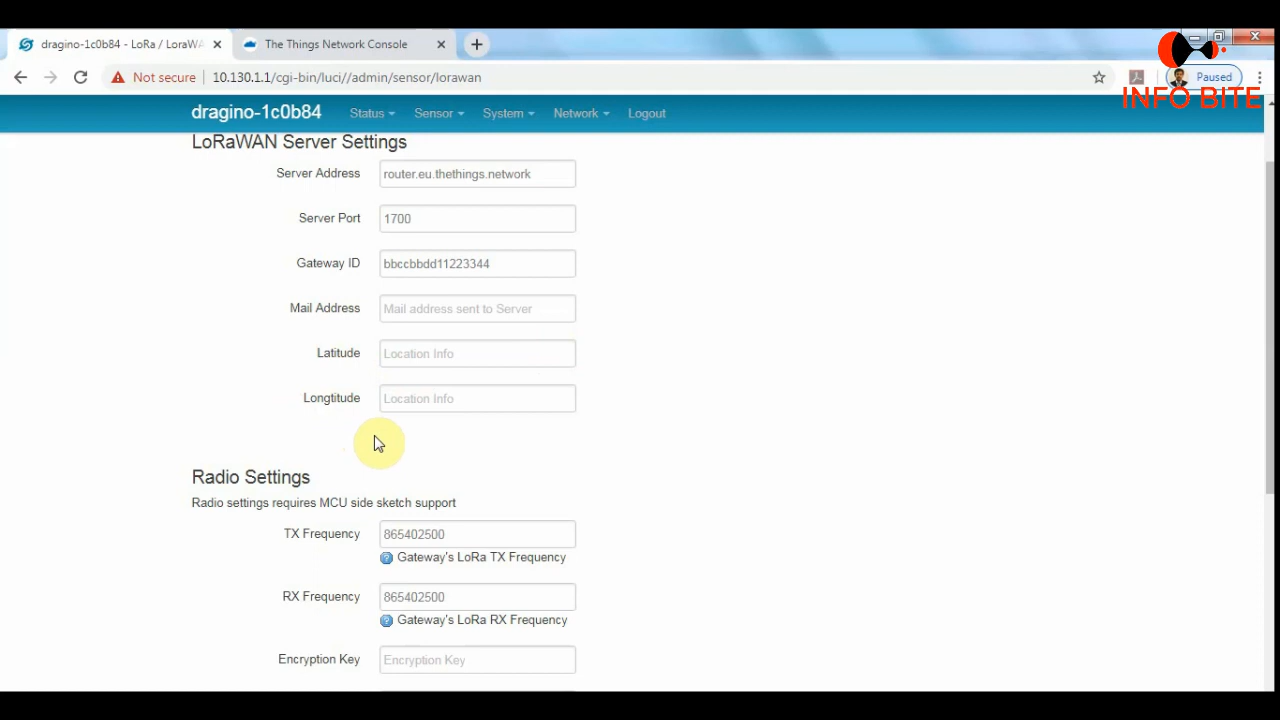 dragino-1c0b84 - LoRa / LoraWA
The Things Network Console
Not secure
10.130.1.1/cgi-bin/luci//admin/sensor/lorawan
Paused
INFO BITE
dragino-1c0b84
Status
Sensor
System
Network
Logout
LoRaWAN Server Settings
Server Address
router.eu.thethings.network
Server Port
1700
Gateway ID
bbccbbdd11223344
Mail Address
Mail address sent to Server
Latitude
Location Info
Longtitude
Location Info
Radio Settings
Radio settings requires MCU side sketch support
TX Frequency
865402500
Gateway's LoRa TX Frequency
RX Frequency
865402500
Gateway's LoRa RX Frequency
Encryption Key
Encryption Key